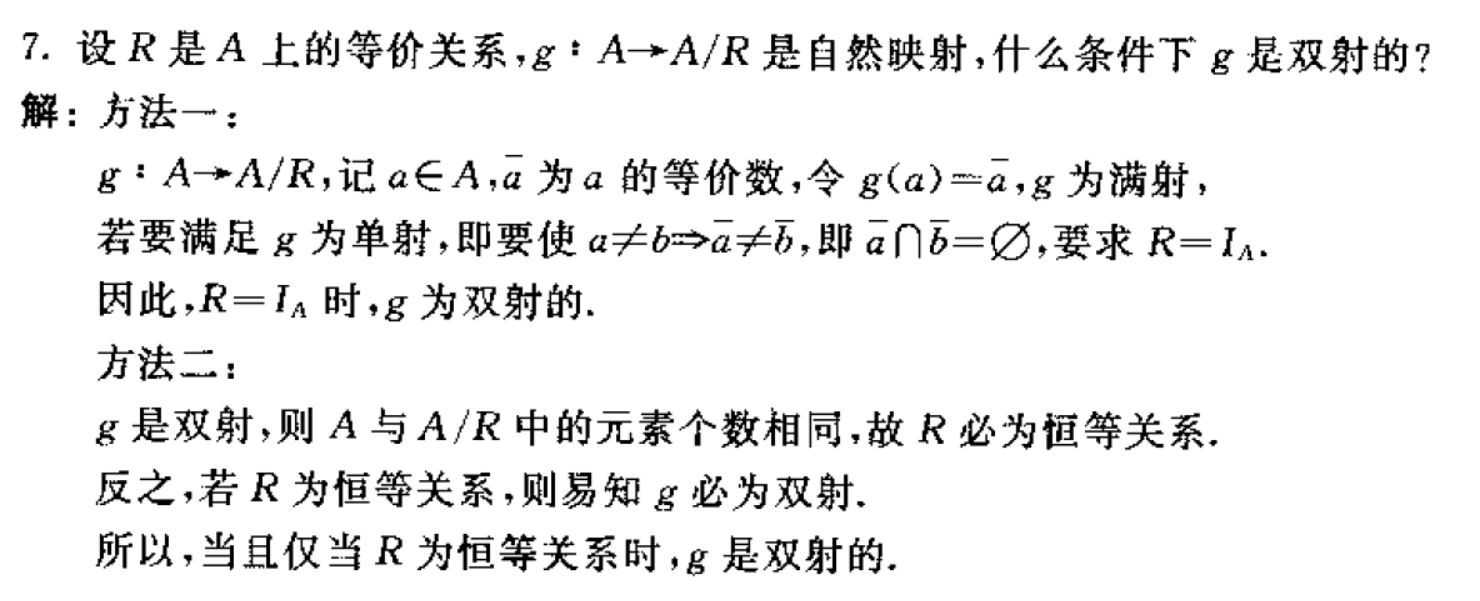 7. 设 R 是 A 上的等价关系,g：A→A/R 是自然映射,什么条件下 g 是双射的?
解：方法一：
g：A→A/R,记 a∈A,a̅ 为 a 的等价数,令 g(a)=a̅,g 为满射,
若要满足 g 为单射,即要使 a≠b⇒a̅≠b̅,即 a̅∩b̅=∅,要求 R=I_A.
因此,R=I_A 时,g 为双射的.
方法二：
g 是双射,则 A 与 A/R 中的元素个数相同,故 R 必为恒等关系.
反之,若 R 为恒等关系,则易知 g 必为双射.
所以,当且仅当 R 为恒等关系时,g 是双射的.